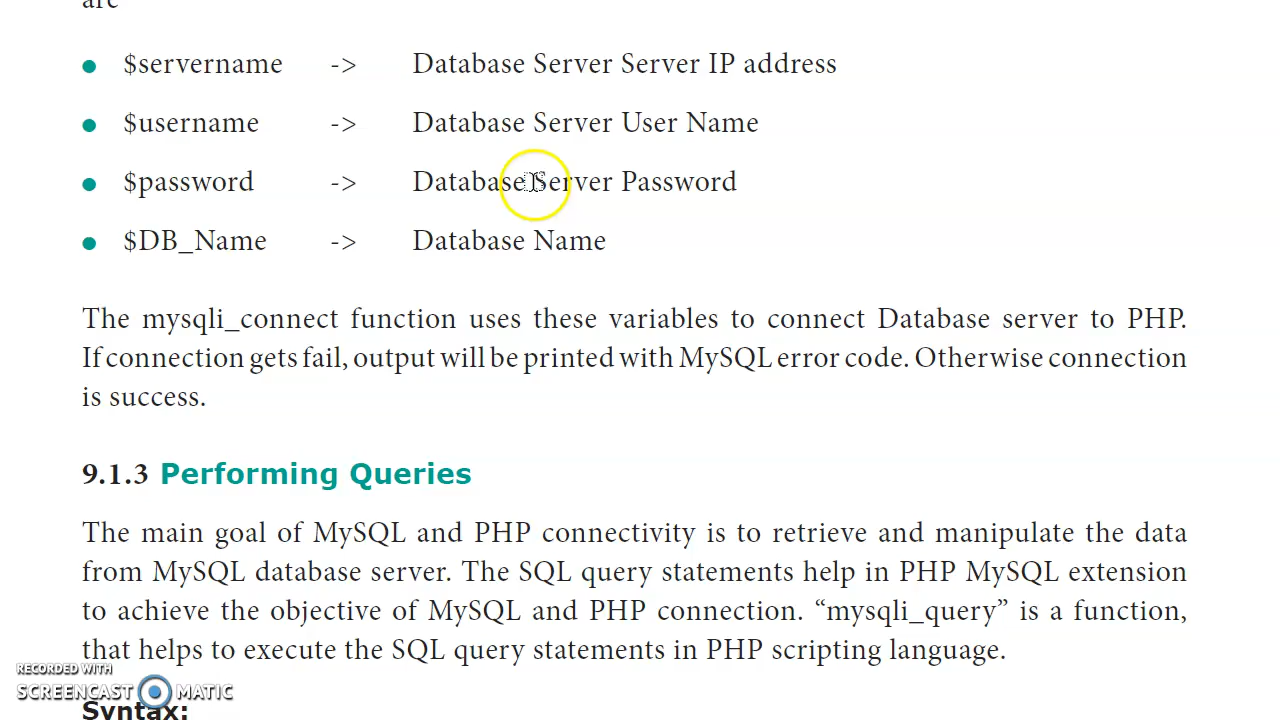 are
$servername -> Database Server Server IP address
$username -> Database Server User Name
$password -> Database Server Password
$DB_Name -> Database Name
The mysqli_connect function uses these variables to connect Database server to PHP.
If connection gets fail, output will be printed with MySQL error code. Otherwise connection
is success.
9.1.3 Performing Queries
The main goal of MySQL and PHP connectivity is to retrieve and manipulate the data
from MySQL database server. The SQL query statements help in PHP MySQL extension
to achieve the objective of MySQL and PHP connection. “mysqli_query” is a function,
that helps to execute the SQL query statements in PHP scripting language.
RECORDED WITH
SCREENCAST MATIC
Syntax: